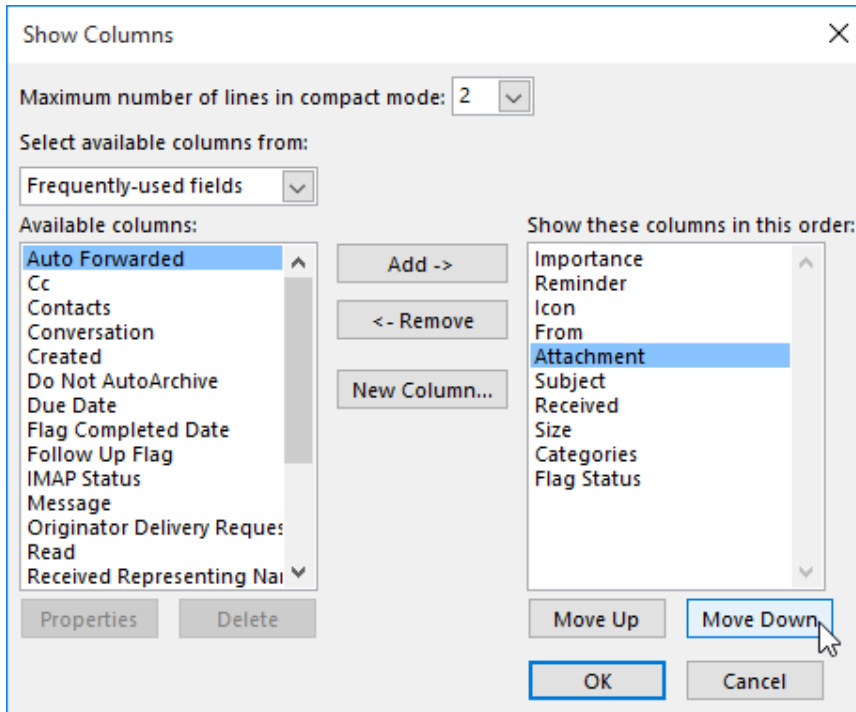 Show Columns
Maximum number of lines in compact mode: 2
Select available columns from:
Frequently-used fields
Available columns:
Auto Forwarded
Cc
Contacts
Conversation
Created
Do Not AutoArchive
Due Date
Flag Completed Date
Follow Up Flag
IMAP Status
Message
Originator Delivery Reques
Read
Received Representing Nai
Add ->
<- Remove
New Column...
Show these columns in this order:
Importance
Reminder
Icon
From
Attachment
Subject
Received
Size
Categories
Flag Status
Properties
Delete
Move Up
Move Down
OK
Cancel